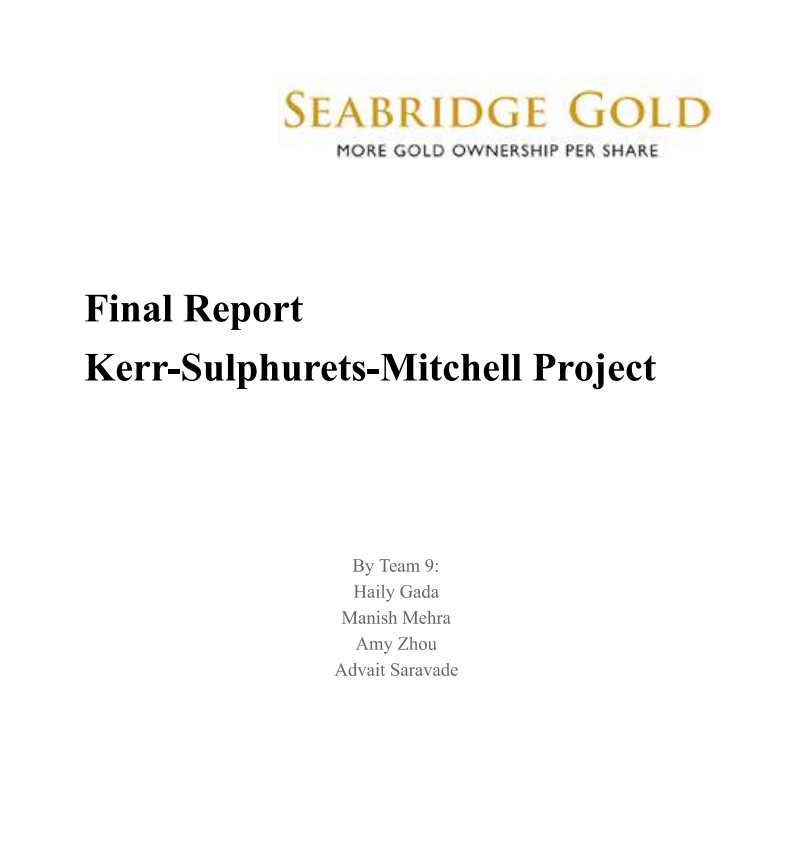 SEABRIDGE GOLD
MORE GOLD OWNERSHIP PER SHARE
Final Report
Kerr-Sulphurets-Mitchell Project
By Team 9:
Haily Gada
Manish Mehra
Amy Zhou
Advait Saravade